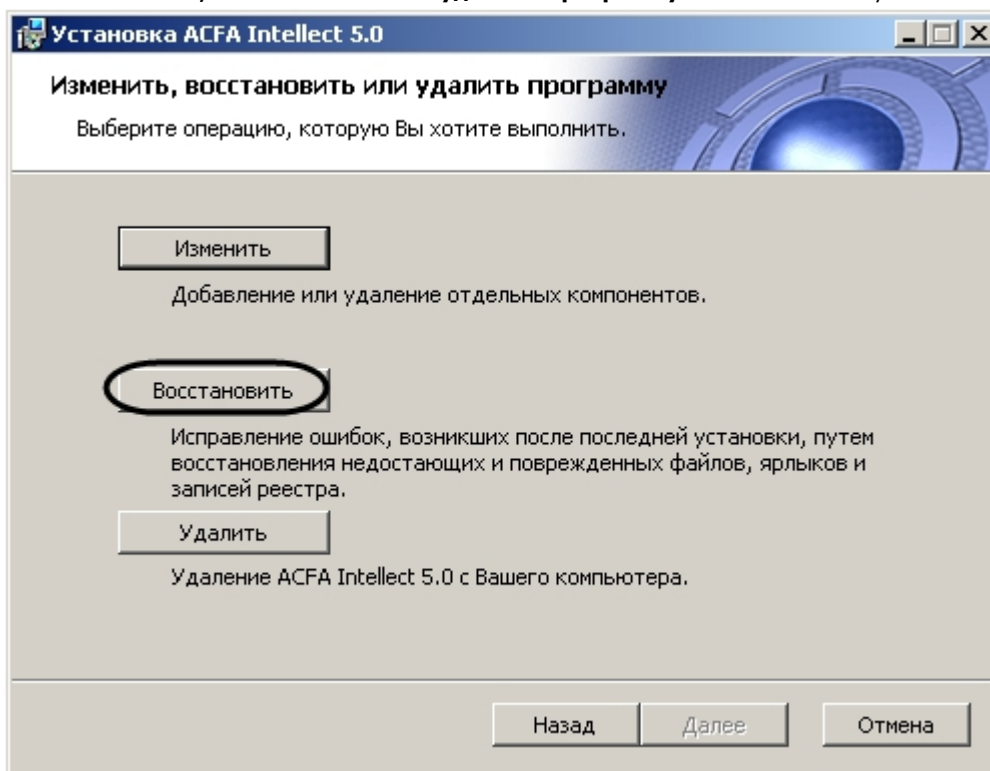 Установка ACFA Intellect 5.0
Изменить, восстановить или удалить программу
Выберите операцию, которую Вы хотите выполнить.
Изменить
Добавление или удаление отдельных компонентов.
Восстановить
Исправление ошибок, возникших после последней установки, путем
восстановления недостающих и поврежденных файлов, ярлыков и
записей реестра.
Удалить
Удаление ACFA Intellect 5.0 с Вашего компьютера.
Назад Далее Отмена